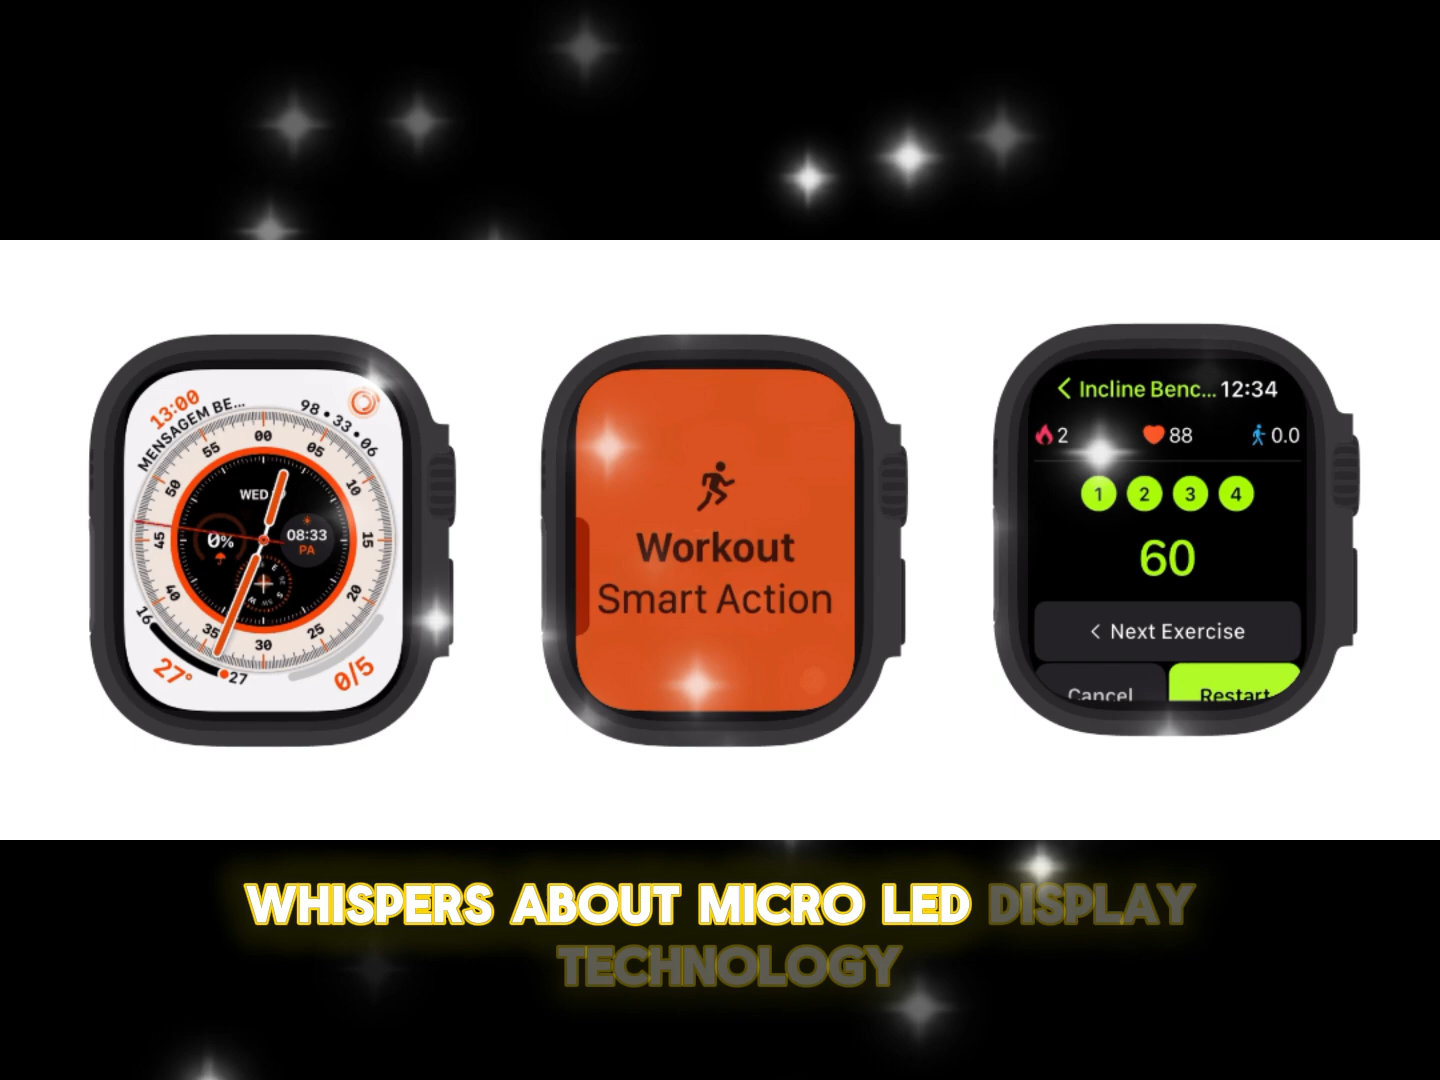 13:00
MENSAGEM BE...
98•33•06
00
05
10
15
20
25
30
35
40
45
50
55
WED
0%
08:33
PA
16
27
27°
0/5
Workout
Smart Action
Incline Benc... 12:34
2
88
0.0
1 2 3 4
60
Next Exercise
Cancel
Restart
WHISPERS ABOUT MICRO LED DISPLAY
TECHNOLOGY